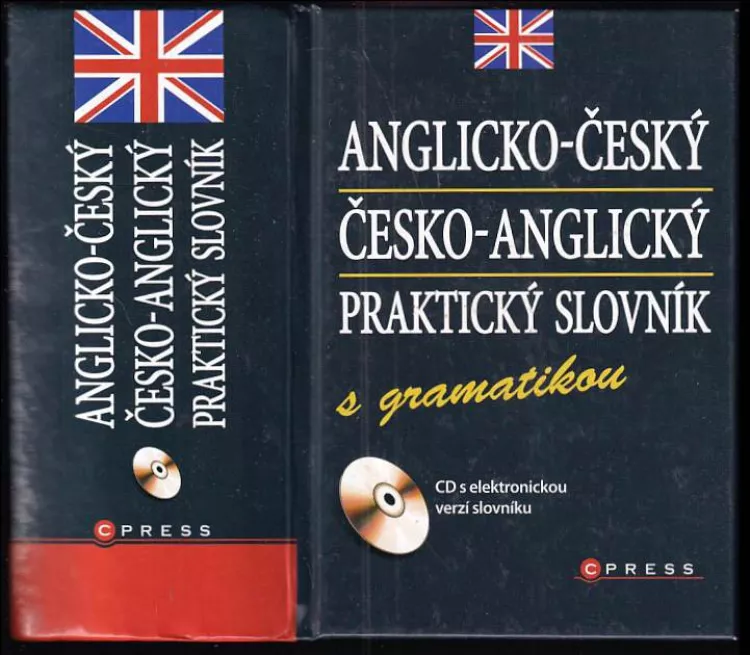 ANGLICKO-ČESKÝ
ČESKO-ANGLICKÝ
PRAKTICKÝ SLOVNÍK
CPRESS
ANGLICKO-ČESKÝ
ČESKO-ANGLICKÝ
PRAKTICKÝ SLOVNÍK
s gramatikou
CD s elektronickou
verzí slovníku
CPRESS